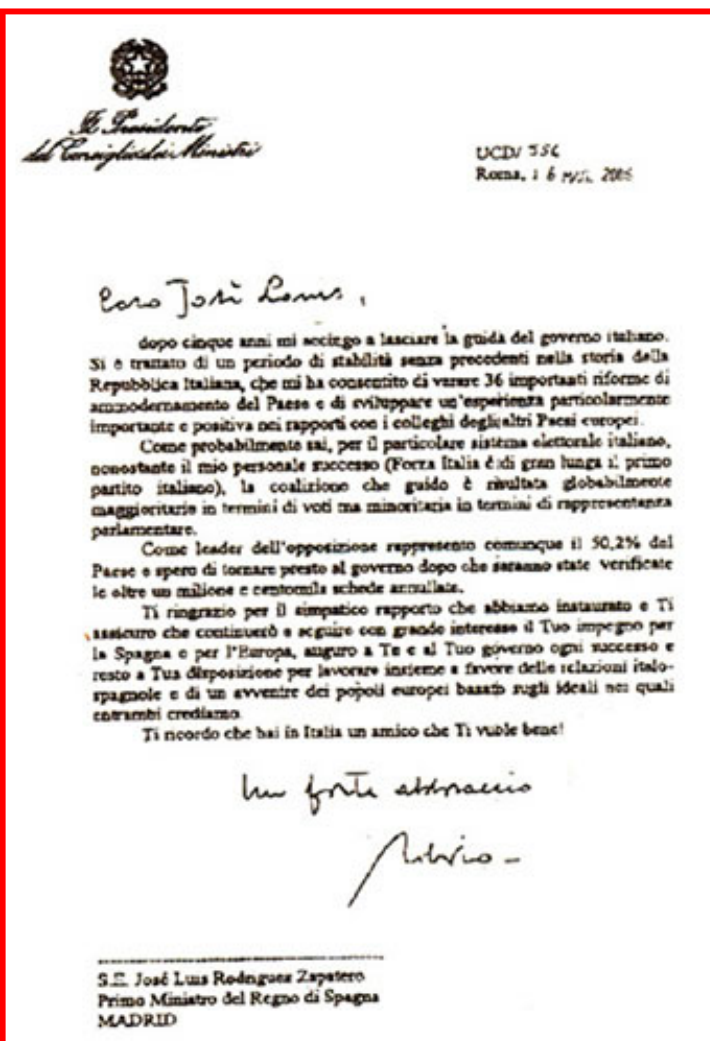 Il Presidente
del Consiglio dei Ministri
UCD/ 556
Roma, 16 2006
Caro José Louis,
dopo cinque anni mi accingo a lasciare la guida del governo italiano.
Si è trattato di un periodo di stabilità senza precedenti nella storia della
Repubblica Italiana, che mi ha consentito di varare 36 importanti riforme di
ammodernamento del Paese e di sviluppare un'esperienza particolarmente
importante e positiva nei rapporti con i colleghi degli altri Paesi europei.
Come probabilmente sai, per il particolare sistema elettorale italiano,
nonostante il mio personale successo (Forza Italia è di gran lunga il primo
partito italiano), la coalizione che guido è risultata globabilmente
maggioritario in termini di voti ma minoritaria in termini di rappresentanza
parlamentare.
Come leader dell'opposizione rappresento comunque il 50,2% del
Paese e spero di tornare presto al governo dopo che saranno state verificate
le oltre un milione e centomila schede annullate.
Ti ringrazio per il simpatico rapporto che abbiamo instaurato e Ti
assicuro che continuerò a seguire con grande interesse il Tuo impegno per
la Spagna e per l'Europa, auguro a Te e al Tuo governo ogni successo e
resto a Tua disposizione per lavorare insieme a favore delle relazioni italo-
spagnole e di un avvenire dei popoli europei basato sugli ideali nei quali
entrambi crediamo.
Ti ricordo che hai in Italia un amico che Ti vuole bene!
Un forte abbraccio
Silvio
S.E. José Luis Rodriguez Zapatero
Primo Ministro del Regno di Spagna
MADRID